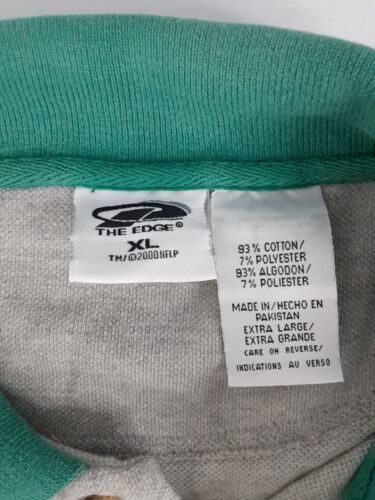 THE EDGE®
XL
TM/©2000NFLP
93% COTTON/
7% POLYESTER
93% ALGODON/
7% POLIESTER
MADE IN/HECHO EN
PAKISTAN
EXTRA LARGE/
EXTRA GRANDE
CARE ON REVERSE/
INDICATIONS AU VERSO